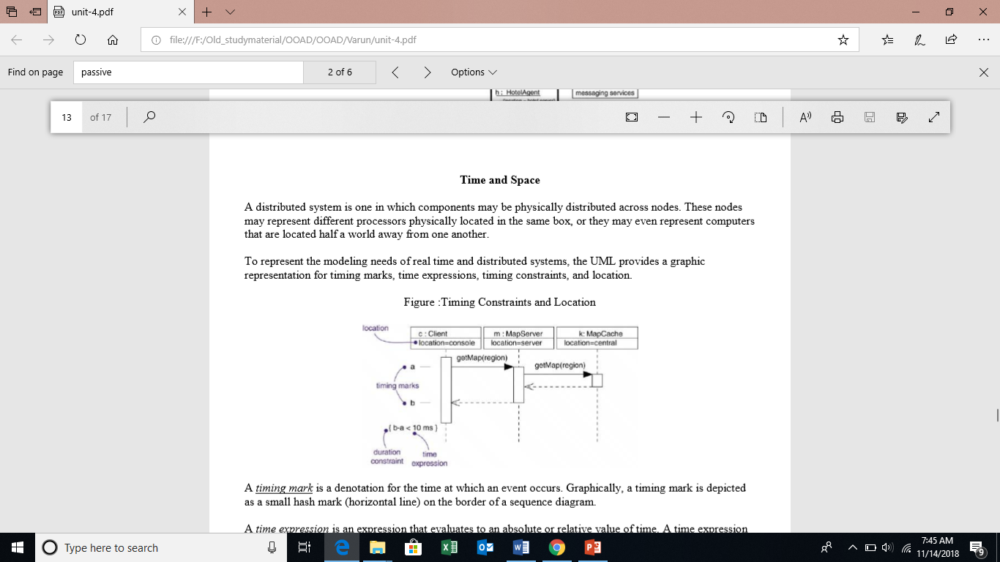 unit-4.pdf
file:///F:/Old_studymaterial/OOAD/OOAD/Varun/unit-4.pdf
Find on page passive 2 of 6 Options
h : HotelAgent messaging services
13 of 17
Time and Space
A distributed system is one in which components may be physically distributed across nodes. These nodes
may represent different processors physically located in the same box, or they may even represent computers
that are located half a world away from one another.
To represent the modeling needs of real time and distributed systems, the UML provides a graphic
representation for timing marks, time expressions, timing constraints, and location.
Figure :Timing Constraints and Location
location
c : Client m : MapServer k: MapCache
location=console location=server location=central
getMap(region)
getMap(region)
a
timing marks
b
{ b-a < 10 ms }
duration
constraint
time
expression
A timing mark is a denotation for the time at which an event occurs. Graphically, a timing mark is depicted
as a small hash mark (horizontal line) on the border of a sequence diagram.
A time expression is an expression that evaluates to an absolute or relative value of time. A time expression
Type here to search
7:45 AM
11/14/2018
9